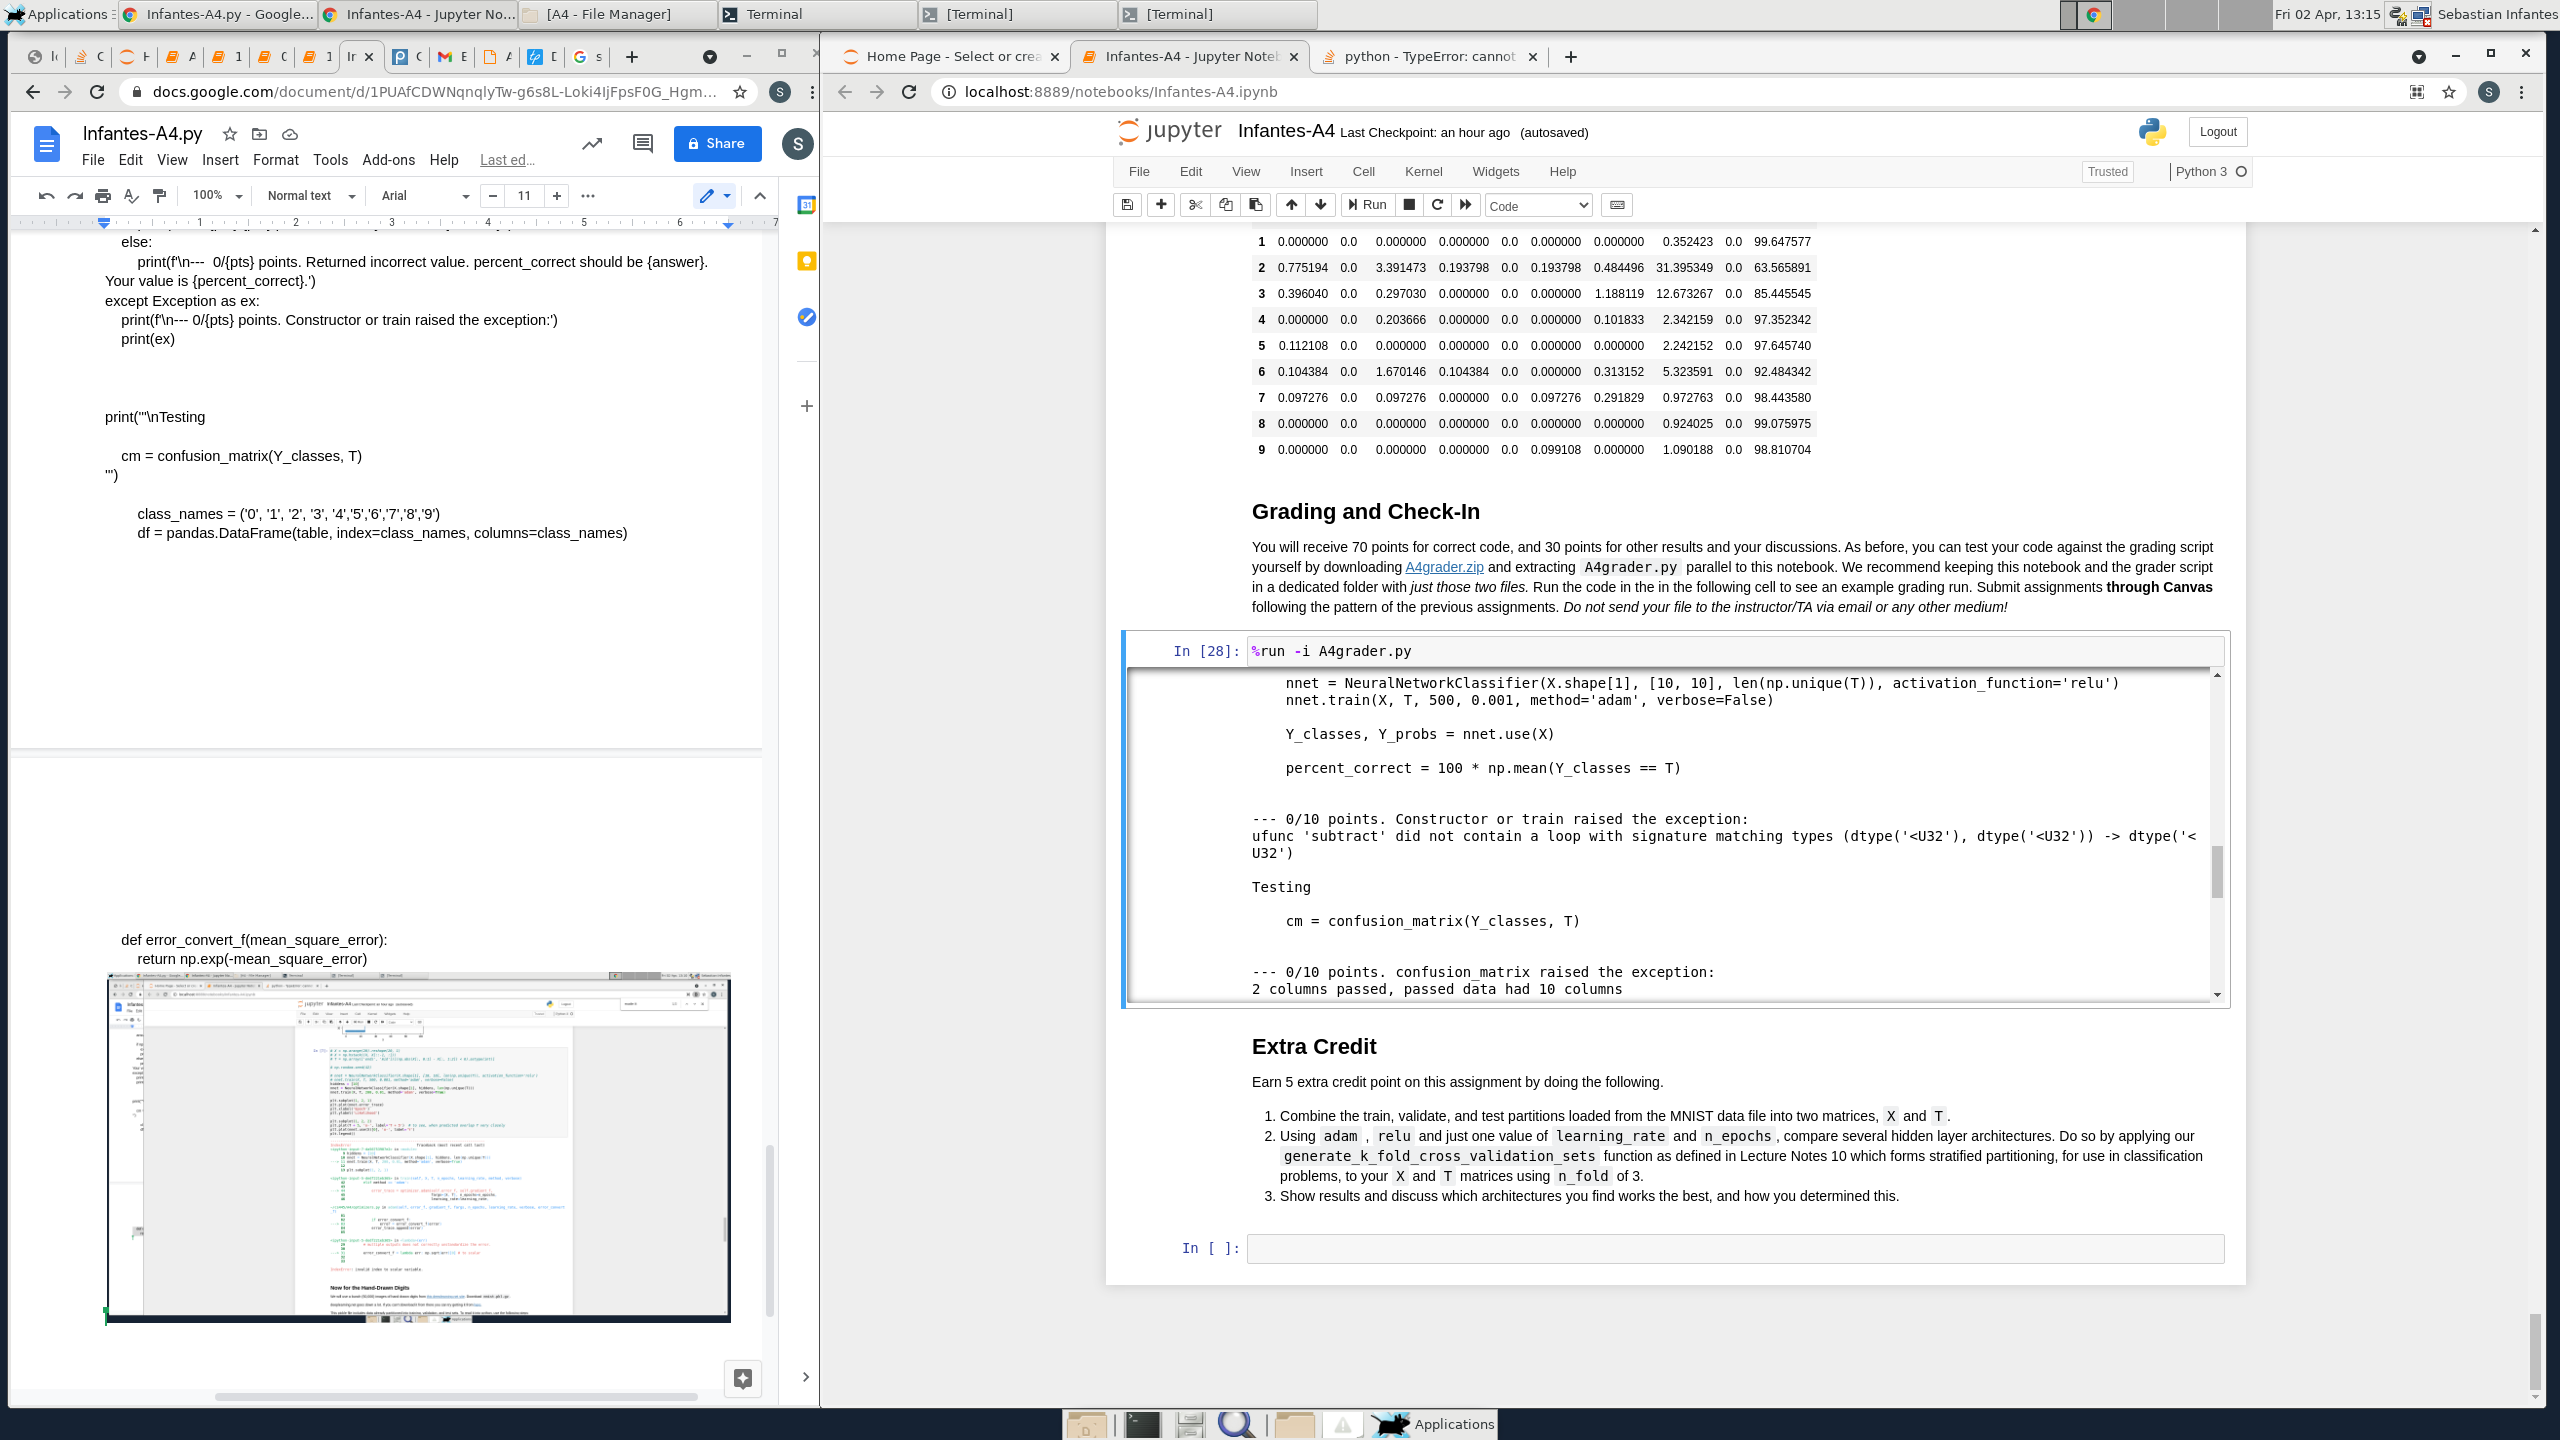 Applications
Infantes-A4.py - Google...
Infantes-A4 - Jupyter No...
[A4 - File Manager]
Terminal
[Terminal]
[Terminal]
Fri 02 Apr, 13:15
Sebastian Infantes
Home Page - Select or crea
Infantes-A4 - Jupyter Noteb
python - TypeError: cannot
docs.google.com/document/d/1PUAfCDWNqnqlyTw-g6s8L-Loki4IjFpsF0G_Hgm...
S
localhost:8889/notebooks/Infantes-A4.ipynb
S
Infantes-A4.py
Share
S
File Edit View Insert Format Tools Add-ons Help Last ed...
100% Normal text Arial 11
1 2 3 4 5 6 7
else:
print(f'\n---  0/{pts} points. Returned incorrect value. percent_correct should be {answer}.
Your value is {percent_correct}.')
except Exception as ex:
print(f'\n--- 0/{pts} points. Constructor or train raised the exception:')
print(ex)
print('''\nTesting
cm = confusion_matrix(Y_classes, T)
''')
class_names = ('0', '1', '2', '3', '4','5','6','7','8','9')
df = pandas.DataFrame(table, index=class_names, columns=class_names)
def error_convert_f(mean_square_error):
return np.exp(-mean_square_error)
Now for the Hand-Drawn Digits
jupyter Infantes-A4 Last Checkpoint: an hour ago (autosaved)
Logout
File Edit View Insert Cell Kernel Widgets Help
Trusted
Python 3
Run
Code
1 0.000000 0.0 0.000000 0.000000 0.0 0.000000 0.000000 0.352423 0.0 99.647577
2 0.775194 0.0 3.391473 0.193798 0.0 0.193798 0.484496 31.395349 0.0 63.565891
3 0.396040 0.0 0.297030 0.000000 0.0 0.000000 1.188119 12.673267 0.0 85.445545
4 0.000000 0.0 0.203666 0.000000 0.0 0.000000 0.101833 2.342159 0.0 97.352342
5 0.112108 0.0 0.000000 0.000000 0.0 0.000000 0.000000 2.242152 0.0 97.645740
6 0.104384 0.0 1.670146 0.104384 0.0 0.000000 0.313152 5.323591 0.0 92.484342
7 0.097276 0.0 0.097276 0.000000 0.0 0.097276 0.291829 0.972763 0.0 98.443580
8 0.000000 0.0 0.000000 0.000000 0.0 0.000000 0.000000 0.924025 0.0 99.075975
9 0.000000 0.0 0.000000 0.000000 0.0 0.099108 0.000000 1.090188 0.0 98.810704
Grading and Check-In
You will receive 70 points for correct code, and 30 points for other results and your discussions. As before, you can test your code against the grading script
yourself by downloading A4grader.zip and extracting A4grader.py parallel to this notebook. We recommend keeping this notebook and the grader script
in a dedicated folder with just those two files. Run the code in the in the following cell to see an example grading run. Submit assignments through Canvas
following the pattern of the previous assignments. Do not send your file to the instructor/TA via email or any other medium!
In [28]: %run -i A4grader.py
nnet = NeuralNetworkClassifier(X.shape[1], [10, 10], len(np.unique(T)), activation_function='relu')
nnet.train(X, T, 500, 0.001, method='adam', verbose=False)
Y_classes, Y_probs = nnet.use(X)
percent_correct = 100 * np.mean(Y_classes == T)
--- 0/10 points. Constructor or train raised the exception:
ufunc 'subtract' did not contain a loop with signature matching types (dtype('<U32'), dtype('<U32')) -> dtype('<
U32')
Testing
cm = confusion_matrix(Y_classes, T)
--- 0/10 points. confusion_matrix raised the exception:
2 columns passed, passed data had 10 columns
Extra Credit
Earn 5 extra credit point on this assignment by doing the following.
1. Combine the train, validate, and test partitions loaded from the MNIST data file into two matrices, X and T.
2. Using adam , relu and just one value of learning_rate and n_epochs, compare several hidden layer architectures. Do so by applying our
generate_k_fold_cross_validation_sets function as defined in Lecture Notes 10 which forms stratified partitioning, for use in classification
problems, to your X and T matrices using n_fold of 3.
3. Show results and discuss which architectures you find works the best, and how you determined this.
In [ ]:
Applications